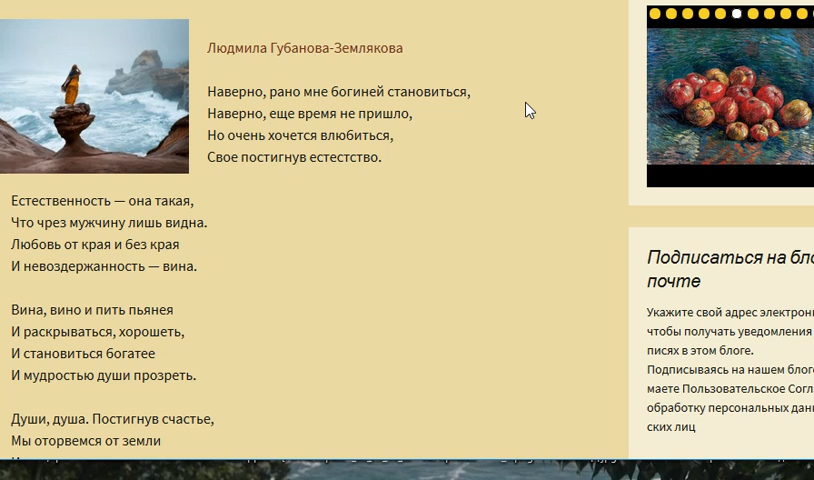 Людмила Губанова-Землякова
Наверно, рано мне богиней становиться,
Наверно, еще время не пришло,
Но очень хочется влюбиться,
Свое постигнув естестство.
Естественность — она такая,
Что чрез мужчину лишь видна.
Любовь от края и без края
И невоздержанность — вина.
Вина, вино и пить пьянея
И раскрываться, хорошеть,
И становиться богатее
И мудростью души прозреть.
Души, душа. Постигнув счастье,
Мы оторвемся от земли
Подписаться на бло
почте
Укажите свой адрес электрон
чтобы получать уведомления
писях в этом блоге.
Подписываясь на нашем блог
маете Пользовательское Согл
обработку персональных дан
ских лиц